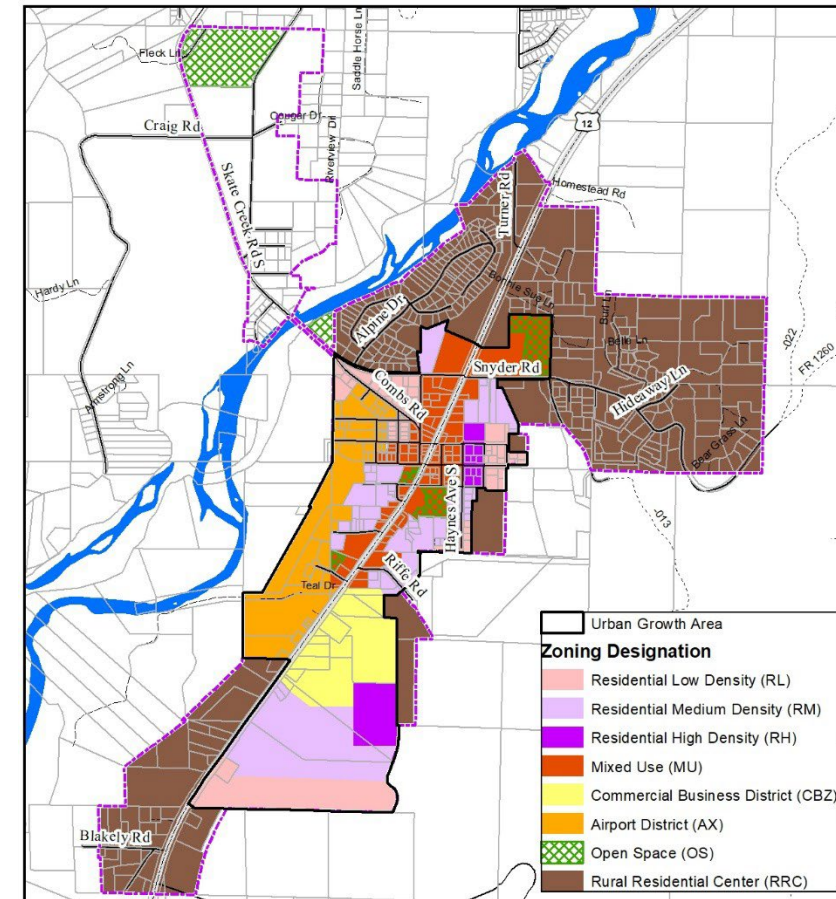 Fleck Ln
Saddle Horse Ln
Craig Rd
Cougar Dr
Riverview Dr
12
Skate Creek Rd S
Turner Rd
Homestead Rd
Hardy Ln
Bonnie Sue Ln
Burl Ln
Alpine Dr
Belle Ln
-022
FR 1260
Armstrong Ln
Snyder Rd
Combs Rd
Hideaway Ln
Bear Grass Ln
Haynes Ave S
-013
Riffe Rd
Teal Dr
Blakely Rd
Urban Growth Area
Zoning Designation
Residential Low Density (RL)
Residential Medium Density (RM)
Residential High Density (RH)
Mixed Use (MU)
Commercial Business District (CBZ)
Airport District (AX)
Open Space (OS)
Rural Residential Center (RRC)